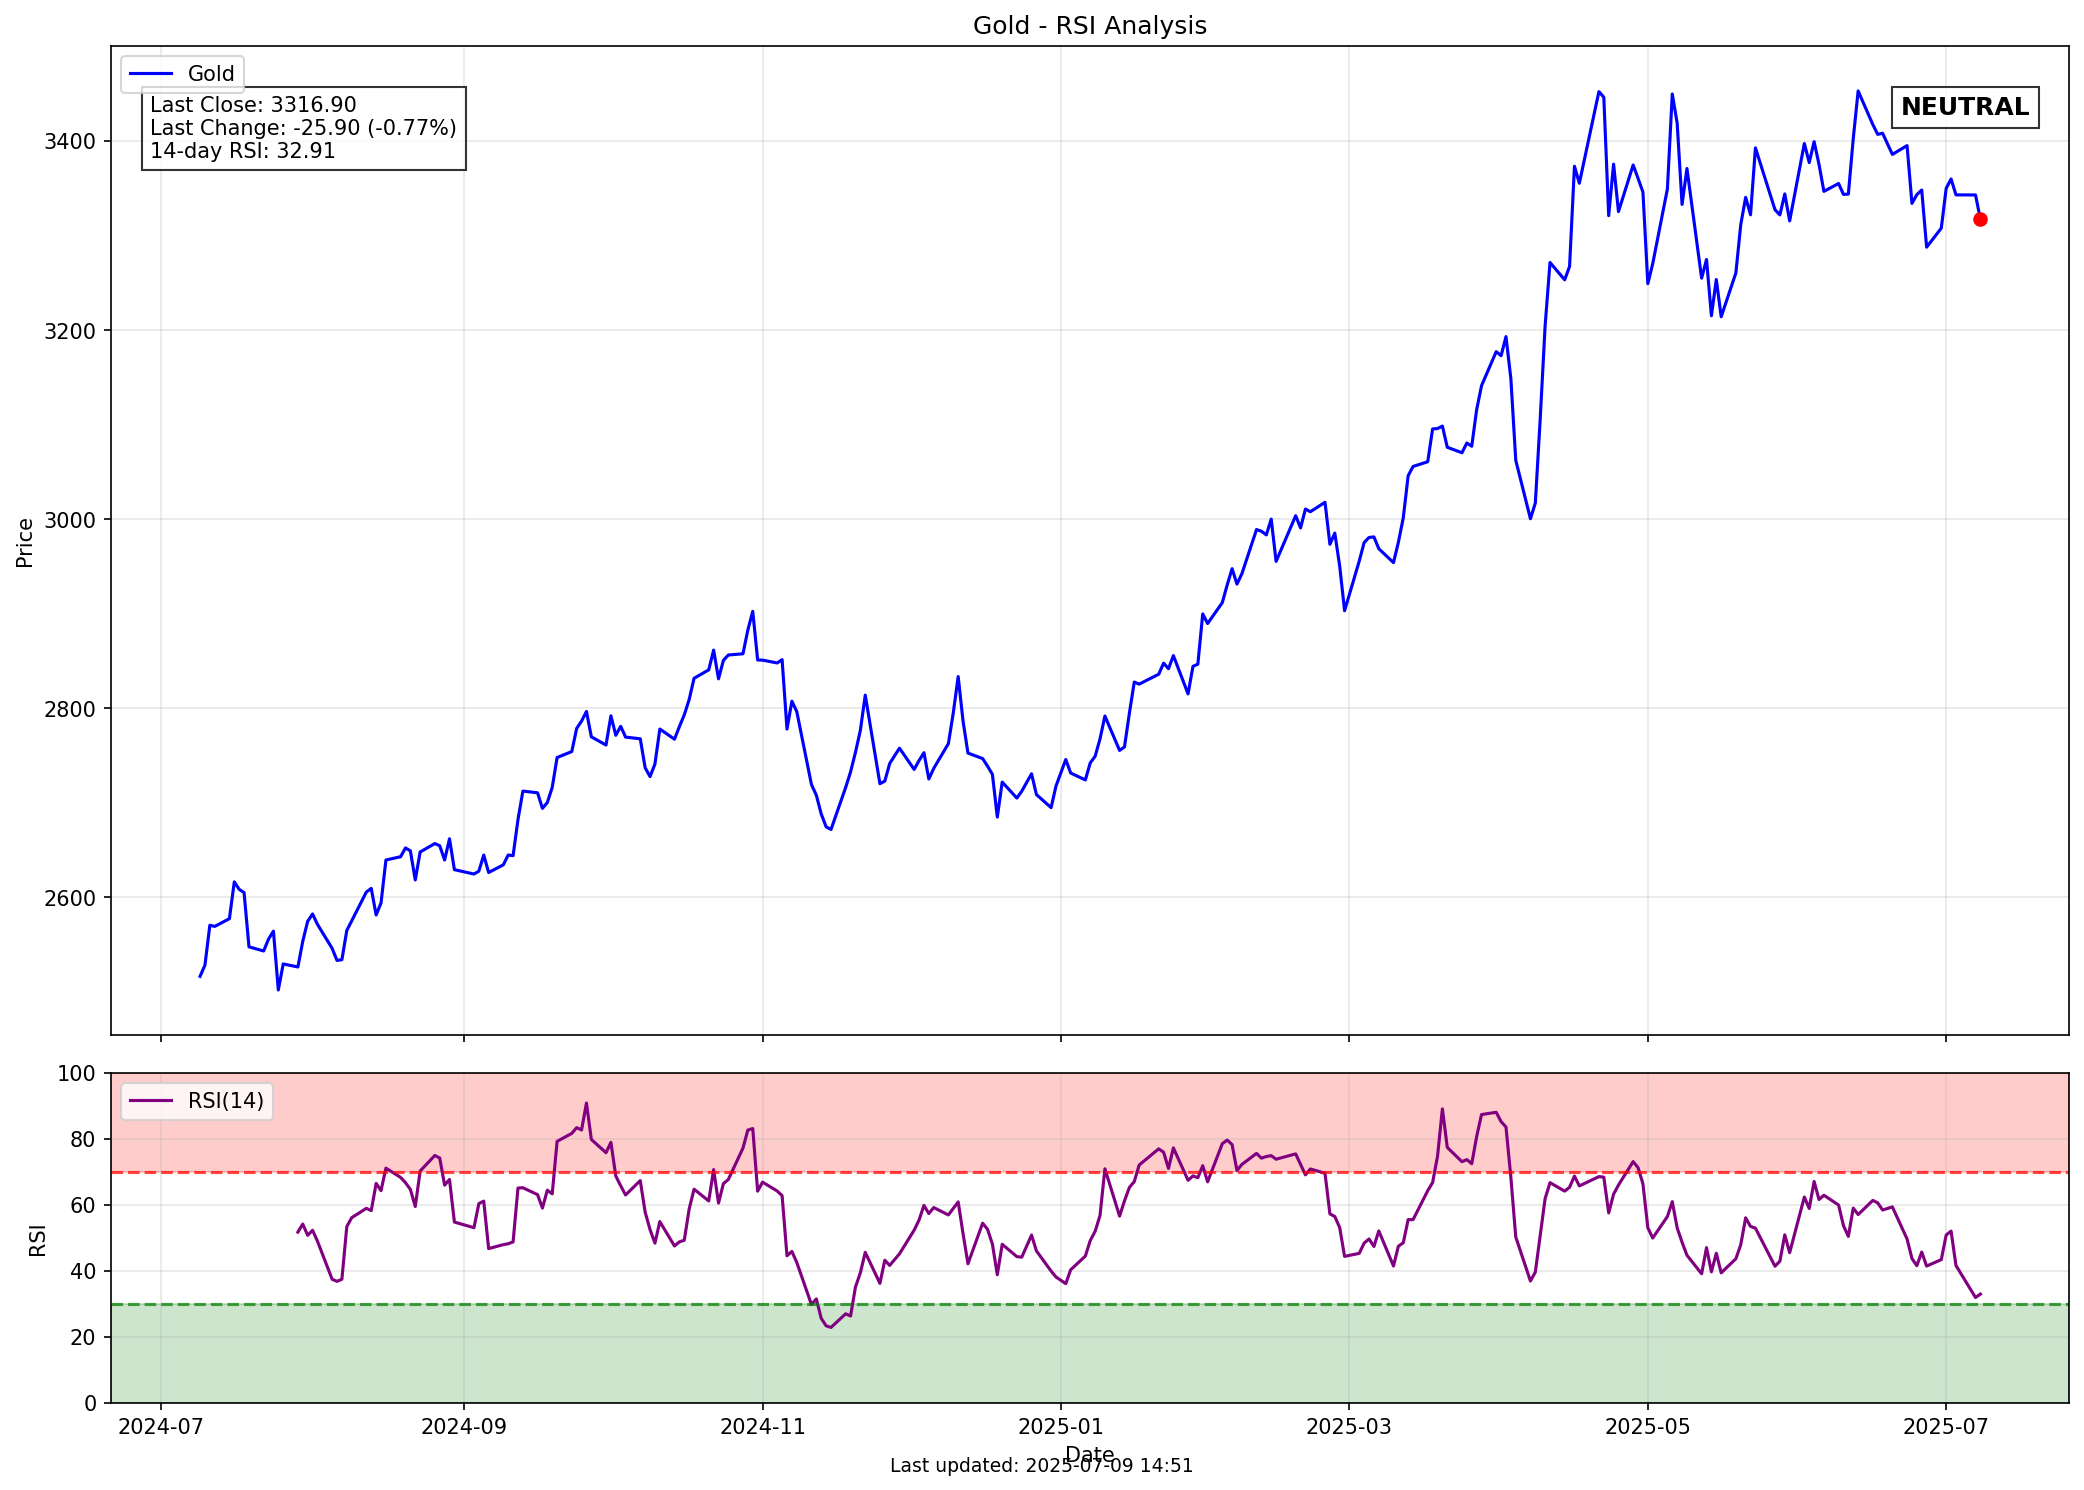 Gold - RSI Analysis
Gold
Last Close: 3316.90
Last Change: -25.90 (-0.77%)
14-day RSI: 32.91
NEUTRAL
3400
3200
3000
2800
2600
Price
RSI(14)
100
80
60
40
20
0
RSI
2024-07
2024-09
2024-11
2025-01
2025-03
2025-05
2025-07
Date
Last updated: 2025-07-09 14:51